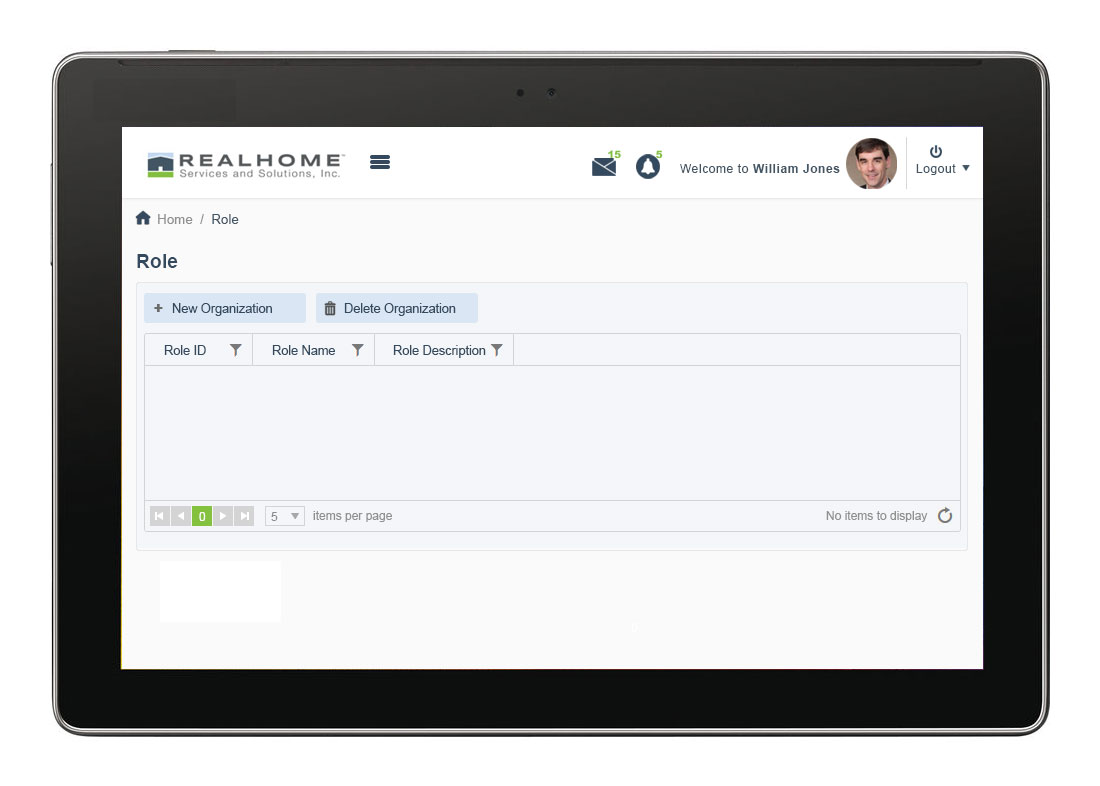 REALHOME™
Services and Solutions, Inc.
15
5
Welcome to William Jones
Logout
Home / Role
Role
+ New Organization
Delete Organization
Role ID
Role Name
Role Description
0
5
items per page
No items to display